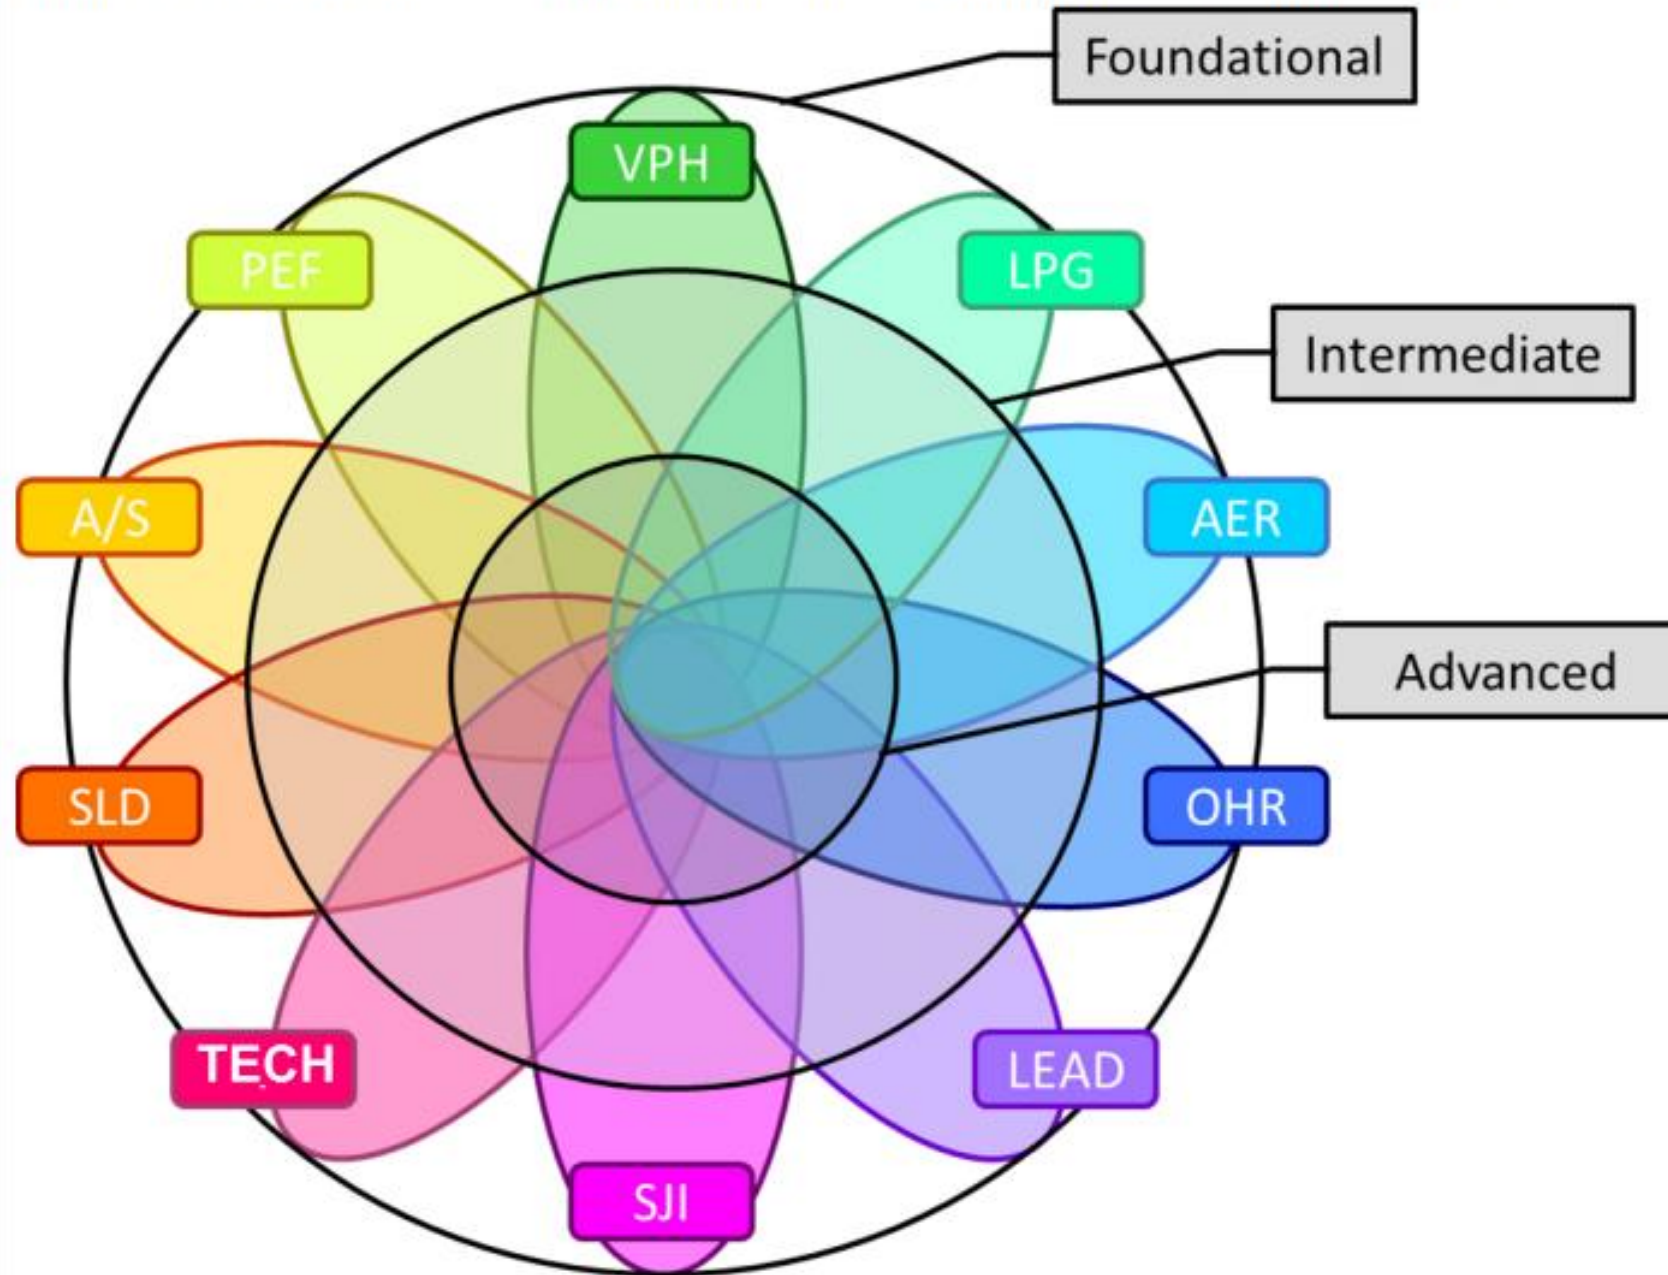 Foundational
VPH
PEF
LPG
Intermediate
A/S
AER
Advanced
SLD
OHR
TECH
LEAD
SJI